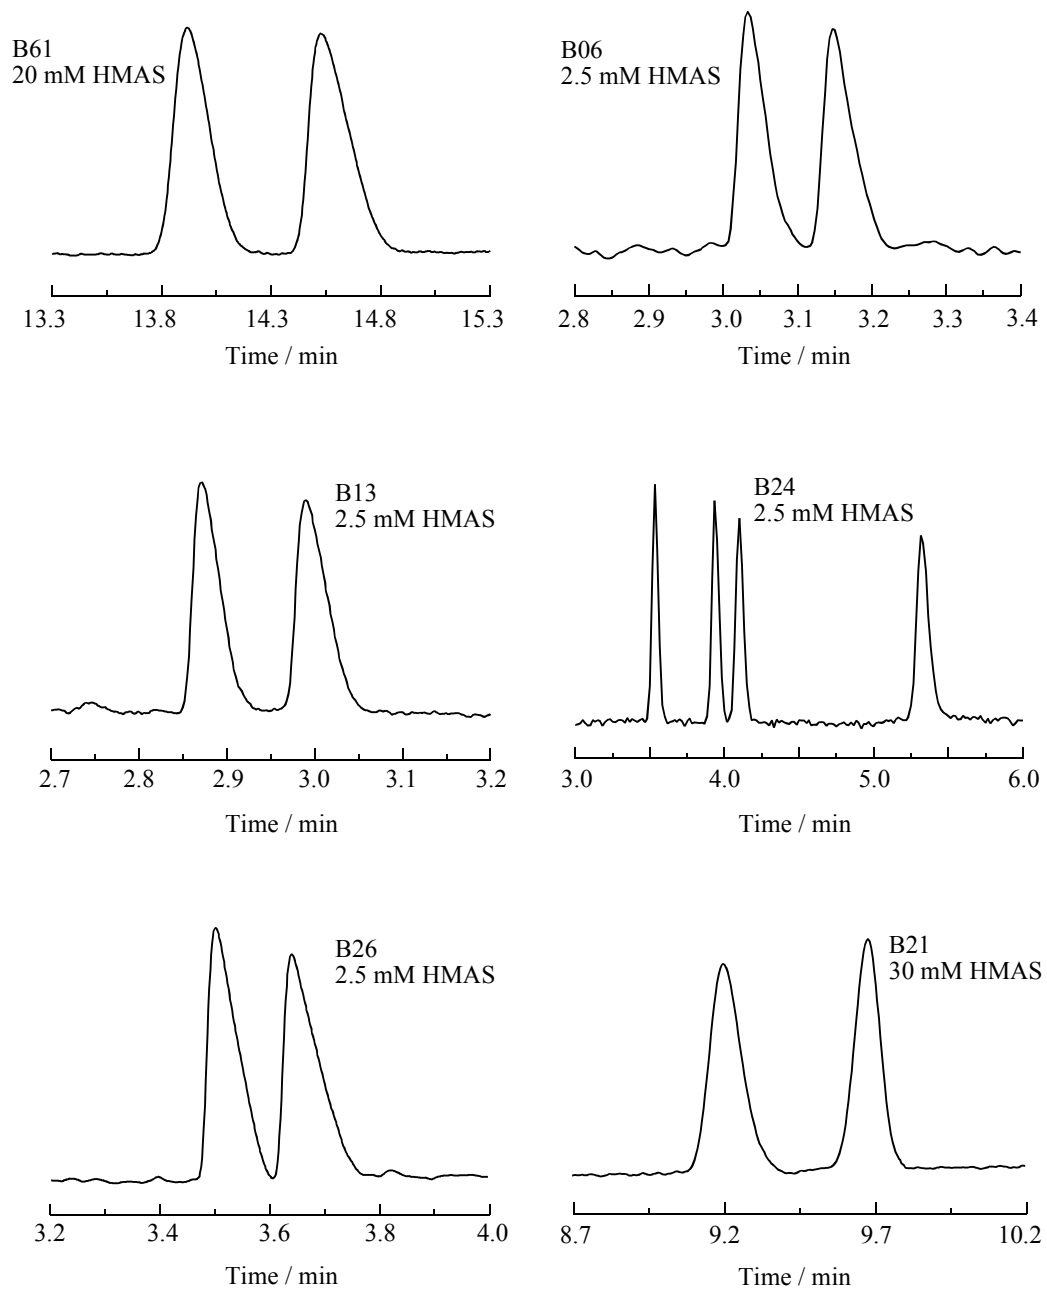 B61
20 mM HMAS
13.3 13.8 14.3 14.8 15.3
Time / min
B06
2.5 mM HMAS
2.8 2.9 3.0 3.1 3.2 3.3 3.4
Time / min
B13
2.5 mM HMAS
2.7 2.8 2.9 3.0 3.1 3.2
Time / min
B24
2.5 mM HMAS
3.0 4.0 5.0 6.0
Time / min
B26
2.5 mM HMAS
3.2 3.4 3.6 3.8 4.0
Time / min
B21
30 mM HMAS
8.7 9.2 9.7 10.2
Time / min